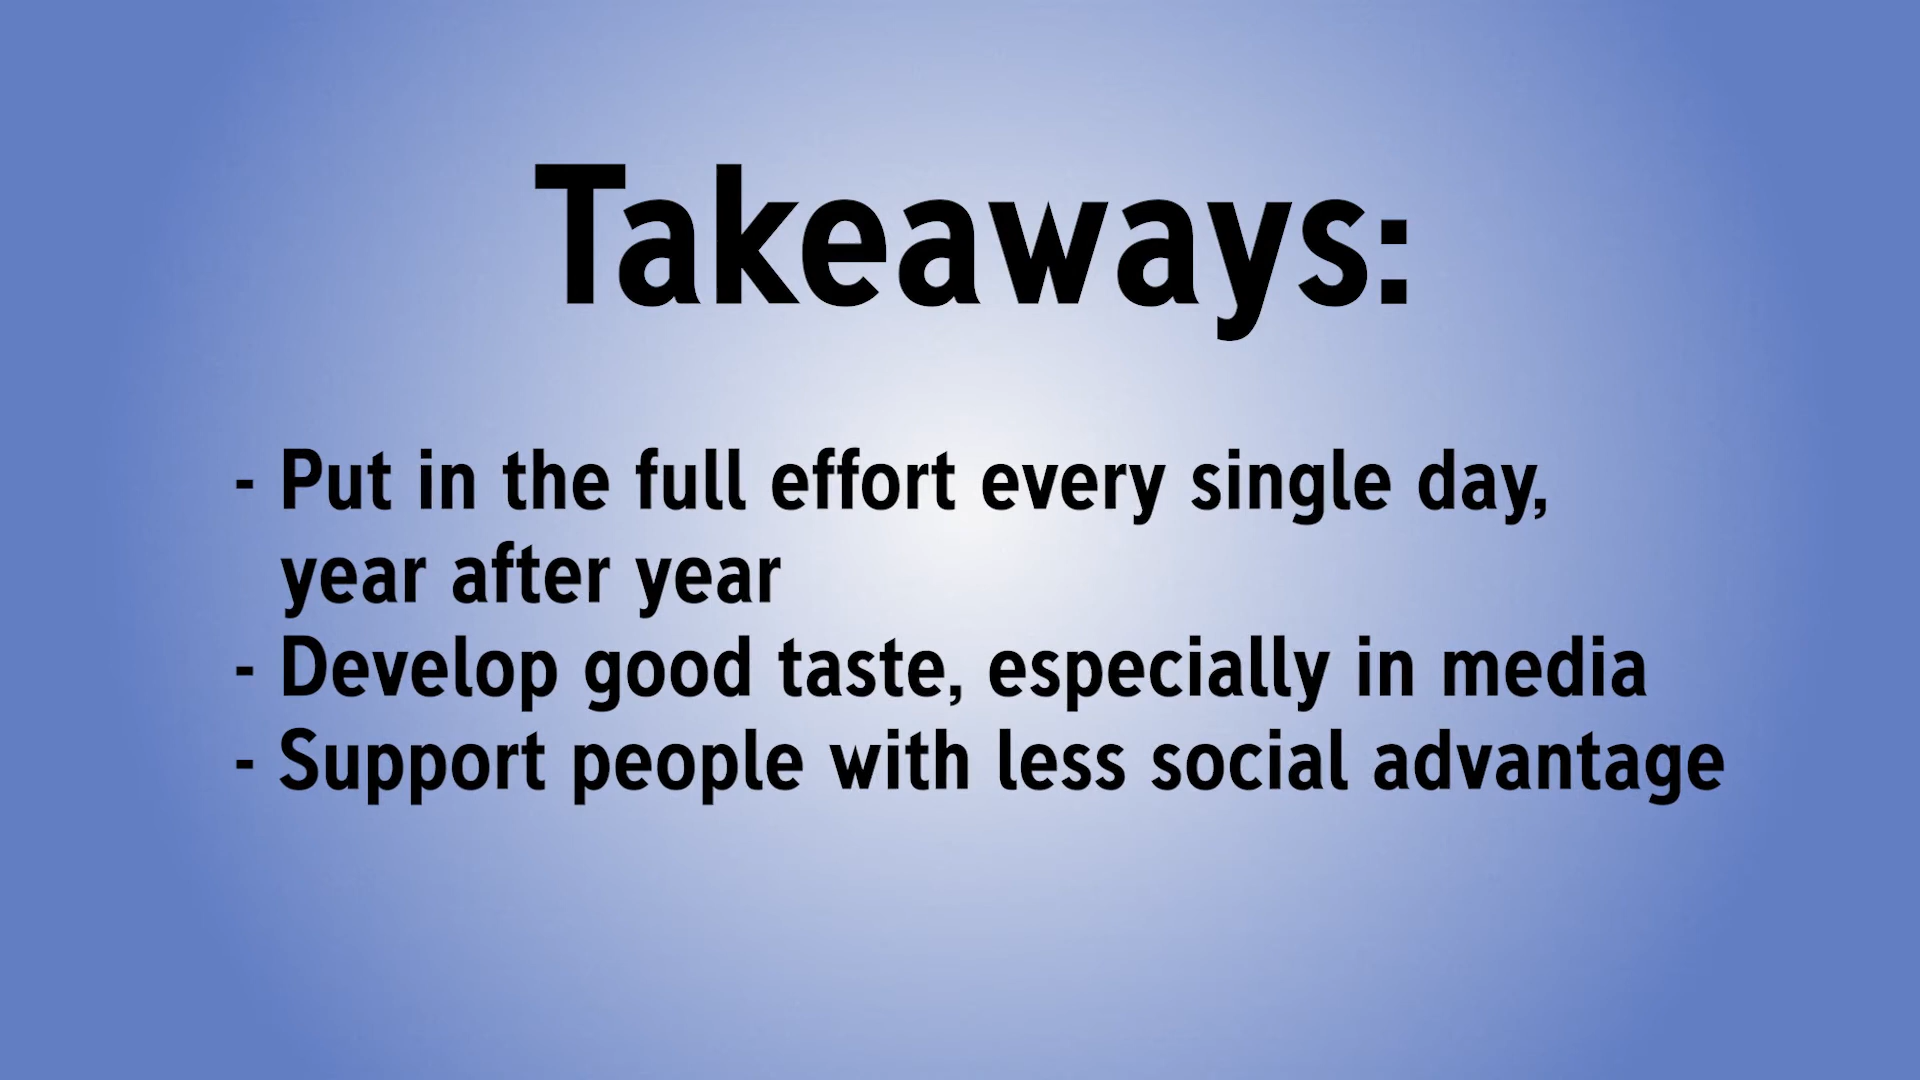 Takeaways:
- Put in the full effort every single day,
year after year
- Develop good taste, especially in media
- Support people with less social advantage